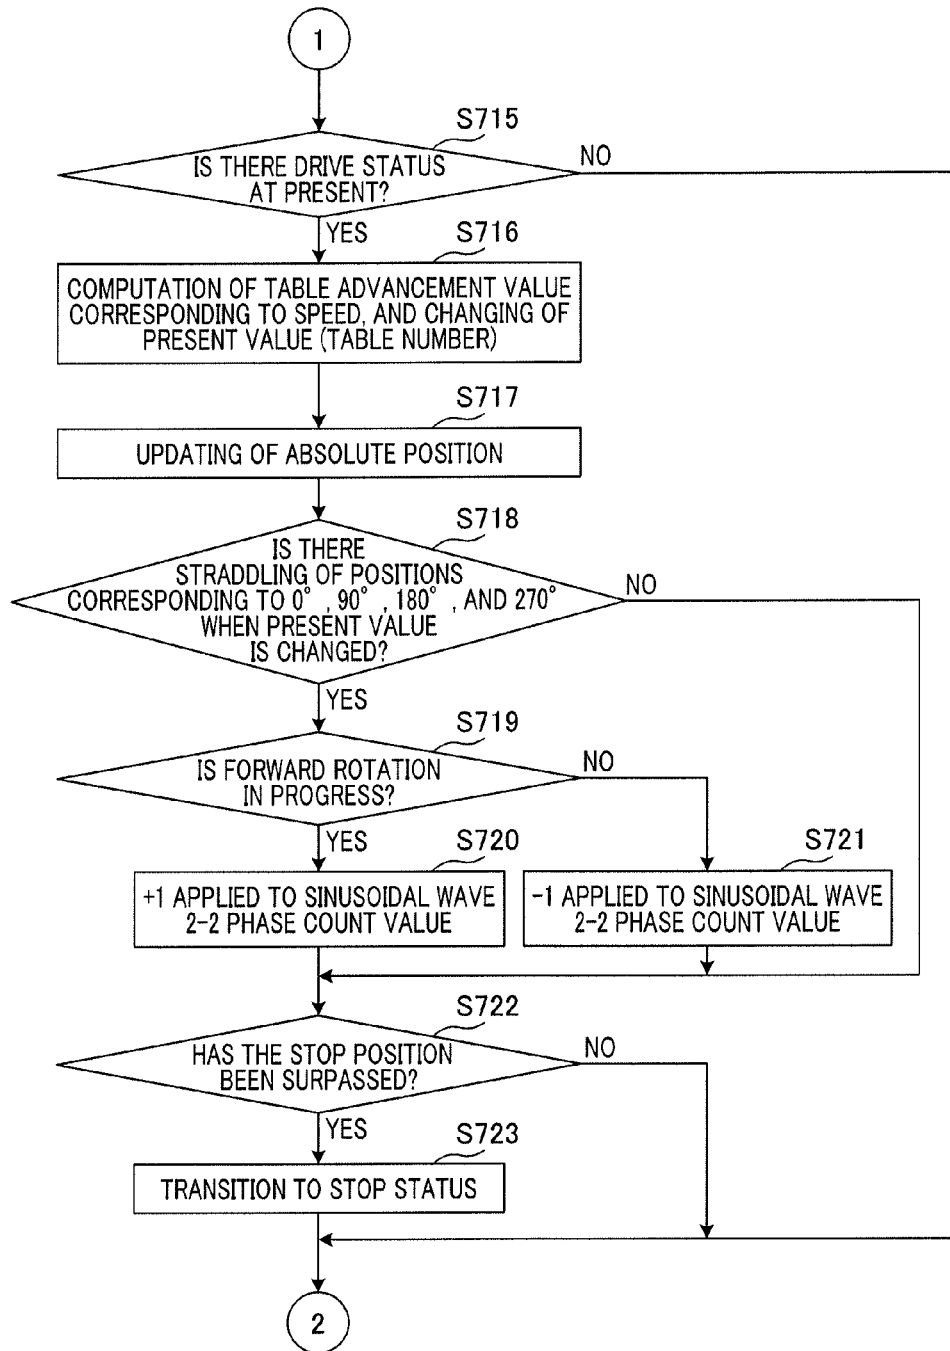 1
S715
IS THERE DRIVE STATUS
AT PRESENT?
NO
YES
S716
COMPUTATION OF TABLE ADVANCEMENT VALUE
CORRESPONDING TO SPEED, AND CHANGING OF
PRESENT VALUE (TABLE NUMBER)
S717
UPDATING OF ABSOLUTE POSITION
S718
IS THERE
STRADDLING OF POSITIONS
CORRESPONDING TO 0° , 90° , 180° , AND 270°
WHEN PRESENT VALUE
IS CHANGED?
NO
YES
S719
IS FORWARD ROTATION
IN PROGRESS?
NO
YES
S720
+1 APPLIED TO SINUSOIDAL WAVE
2-2 PHASE COUNT VALUE
S721
-1 APPLIED TO SINUSOIDAL WAVE
2-2 PHASE COUNT VALUE
S722
HAS THE STOP POSITION
BEEN SURPASSED?
NO
YES
S723
TRANSITION TO STOP STATUS
2